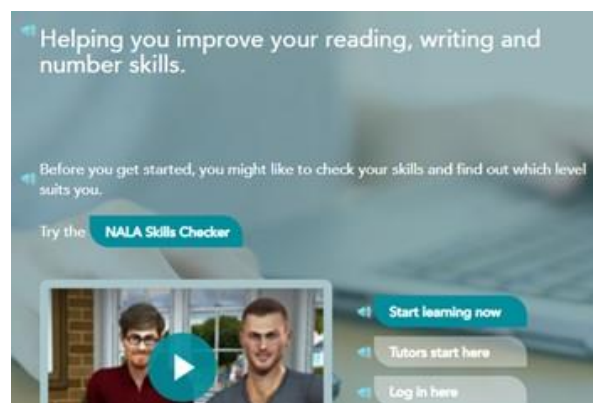 Helping you improve your reading, writing and
number skills.
Before you get started, you might like to check your skills and find out which level
suits you.
Try the NALA Skills Checker
Start learning now
Tutors start here
Log in here